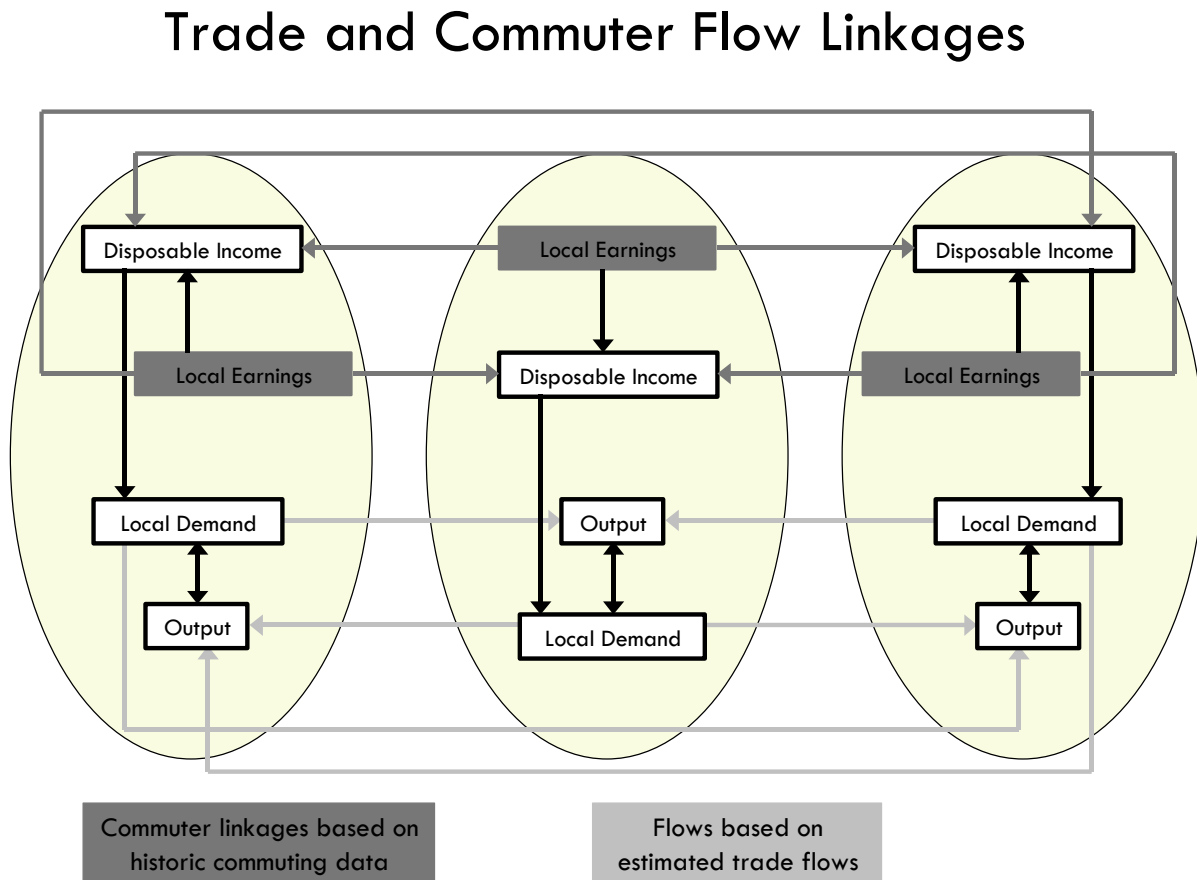 Trade and Commuter Flow Linkages
Disposable Income
Local Earnings
Disposable Income
Local Earnings
Disposable Income
Local Earnings
Local Demand
Output
Local Demand
Output
Local Demand
Output
Commuter linkages based on
historic commuting data
Flows based on
estimated trade flows